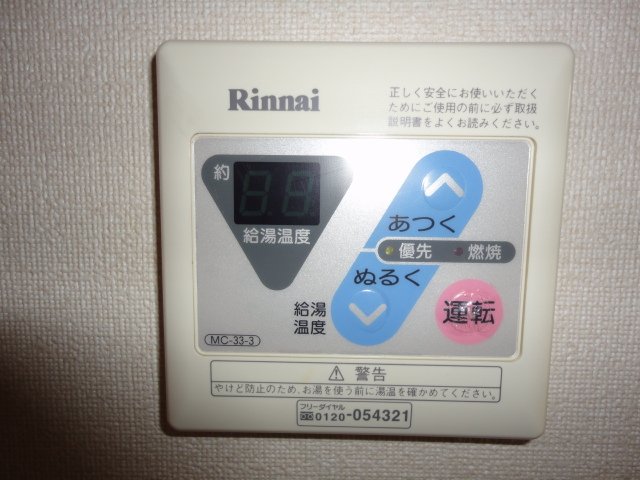 Rinnai
正しく安全にお使いいただく
ためにご使用の前に必ず取扱
説明書をよくお読みください。
約
給湯温度
あつく
優先 燃焼
ぬるく
給湯
温度
運転
MC-33-3
⚠ 警告
やけど防止のため、お湯を使う前に湯温を確かめてください。
フリーダイヤル
0120-054321